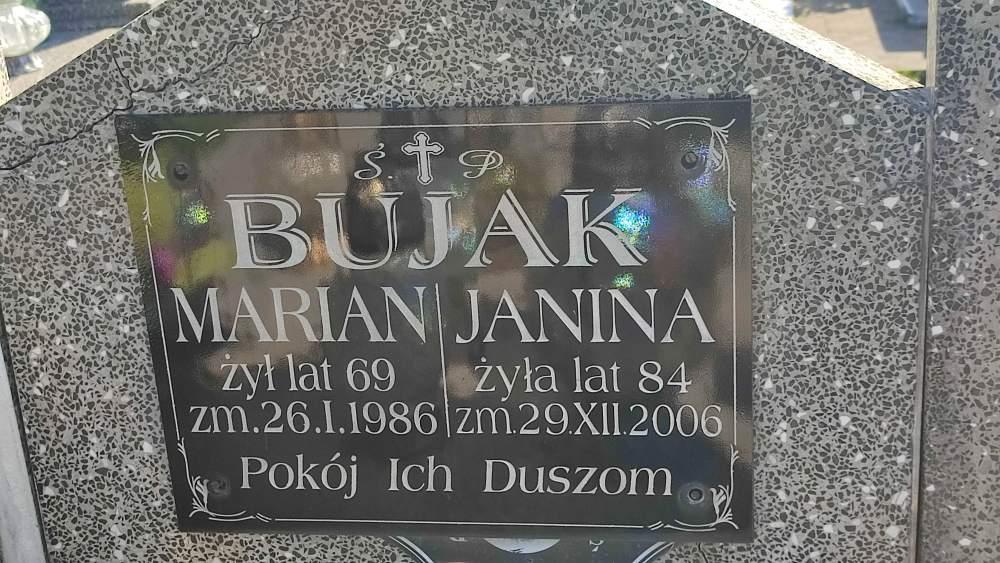 Ś. P.
BUJAK
MARIAN JANINA
żył lat 69 żyła lat 84
zm.26.I.1986 zm.29.XII.2006
Pokój Ich Duszom